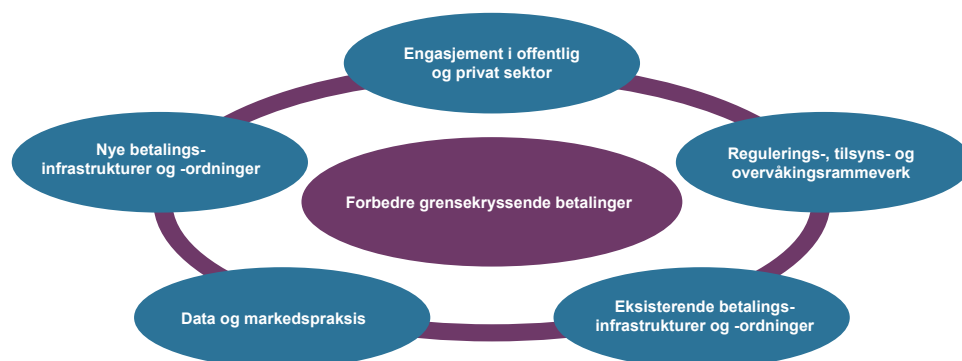 Engasjement i offentlig
og privat sektor
Nye betalings-
infrastrukturer og -ordninger
Regulerings-, tilsyns- og
overvåkingsrammeverk
Forbedre grensekryssende betalinger
Data og markedspraksis
Eksisterende betalings-
infrastrukturer og -ordninger